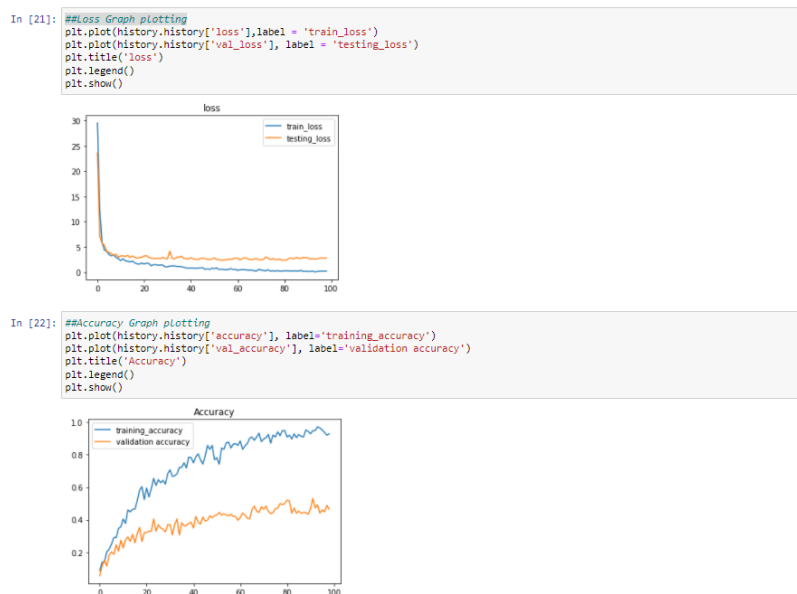 In [21]: ##Loss Graph plotting
plt.plot(history.history['loss'],label = 'train_loss')
plt.plot(history.history['val_loss'], label = 'testing_loss')
plt.title('loss')
plt.legend()
plt.show()
loss
train_loss
testing_loss
30
25
20
15
10
5
0
0 20 40 60 80 100
In [22]: ##Accuracy Graph plotting
plt.plot(history.history['accuracy'], label='training_accuracy')
plt.plot(history.history['val_accuracy'], label='validation accuracy')
plt.title('Accuracy')
plt.legend()
plt.show()
Accuracy
training_accuracy
validation accuracy
1.0
0.8
0.6
0.4
0.2
0 20 40 60 80 100